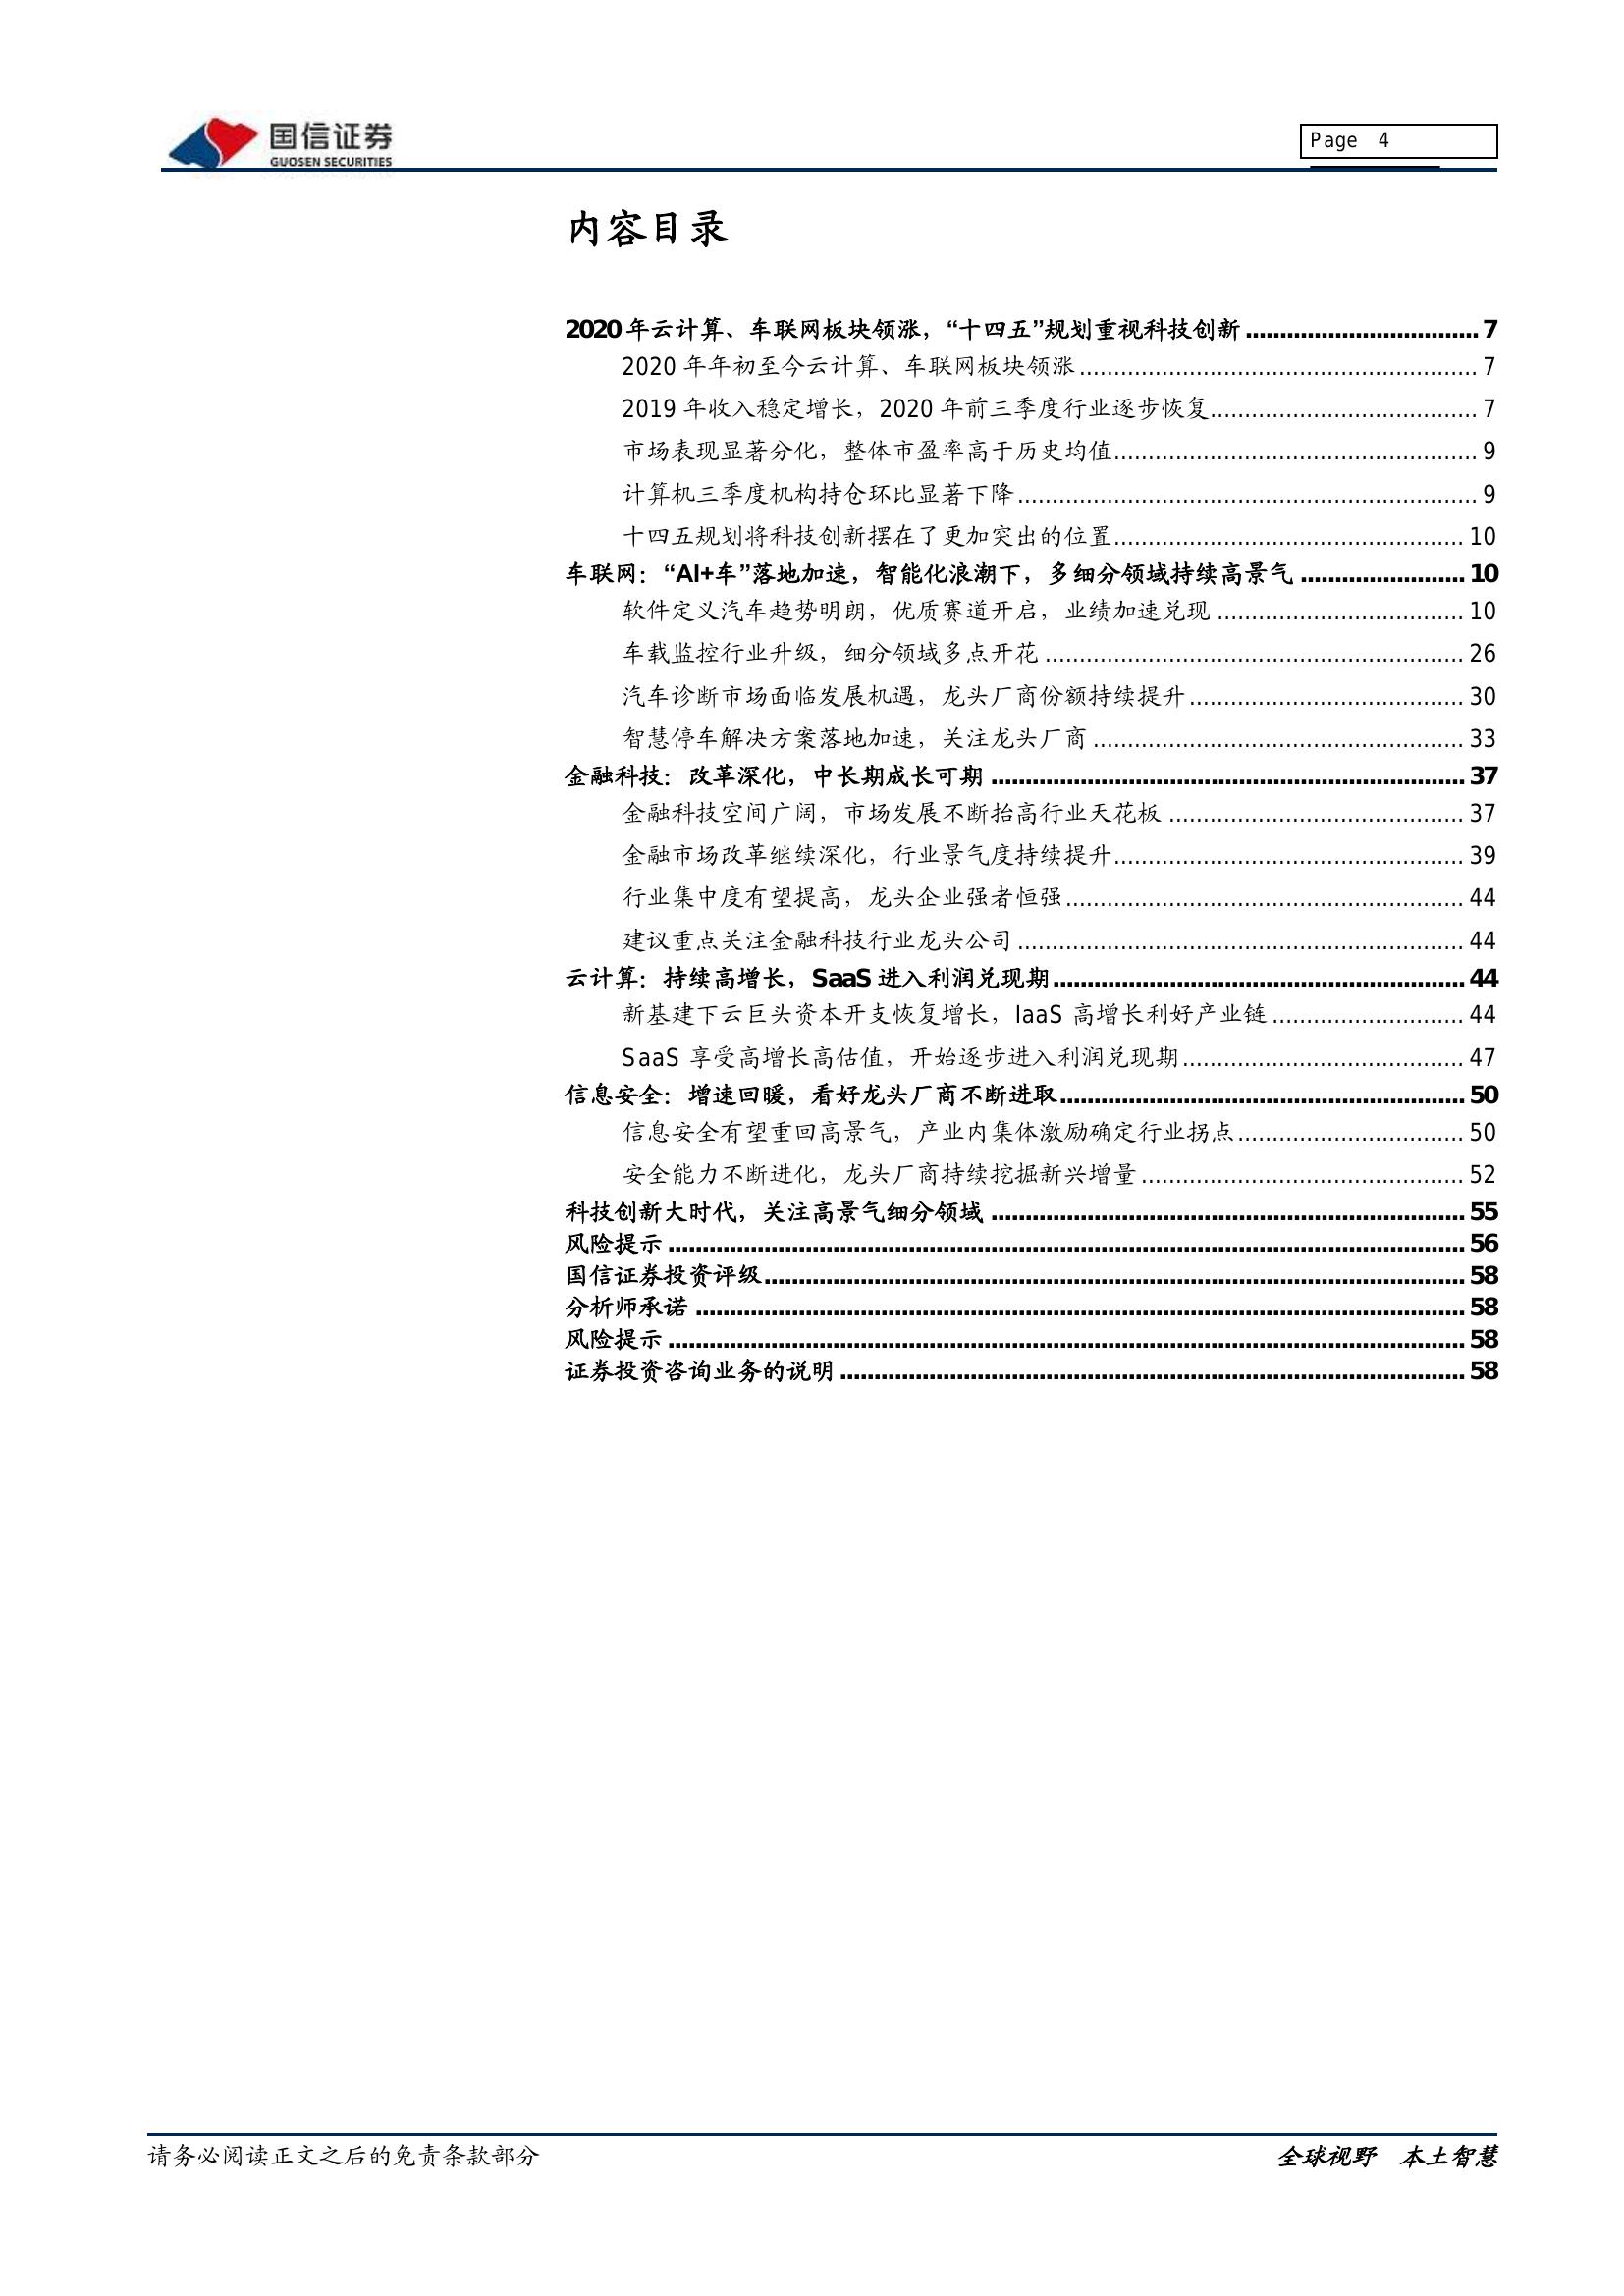 国信证券
GUOSEN SECURITIES
Page 4
内容目录
2020年云计算、车联网板块领涨，“十四五”规划重视科技创新 ................................. 7
2020 年年初至今云计算、车联网板块领涨 ......................................................... 7
2019 年收入稳定增长，2020 年前三季度行业逐步恢复....................................... 7
市场表现显著分化，整体市盈率高于历史均值..................................................... 9
计算机三季度机构持仓环比显著下降 .................................................................. 9
十四五规划将科技创新摆在了更加突出的位置................................................... 10
车联网：“AI+车”落地加速，智能化浪潮下，多细分领域持续高景气 ........................ 10
软件定义汽车趋势明朗，优质赛道开启，业绩加速兑现 .................................... 10
车载监控行业升级，细分领域多点开花 ............................................................. 26
汽车诊断市场面临发展机遇，龙头厂商份额持续提升........................................ 30
智慧停车解决方案落地加速，关注龙头厂商 ...................................................... 33
金融科技：改革深化，中长期成长可期 ..................................................................... 37
金融科技空间广阔，市场发展不断抬高行业天花板 ........................................... 37
金融市场改革继续深化，行业景气度持续提升................................................... 39
行业集中度有望提高，龙头企业强者恒强.......................................................... 44
建议重点关注金融科技行业龙头公司 ................................................................. 44
云计算：持续高增长，SaaS 进入利润兑现期............................................................ 44
新基建下云巨头资本开支恢复增长，IaaS 高增长利好产业链 ............................ 44
SaaS 享受高增长高估值，开始逐步进入利润兑现期......................................... 47
信息安全：增速回暖，看好龙头厂商不断进取........................................................... 50
信息安全有望重回高景气，产业内集体激励确定行业拐点................................. 50
安全能力不断进化，龙头厂商持续挖掘新兴增量 ............................................... 52
科技创新大时代，关注高景气细分领域 ..................................................................... 55
风险提示 .................................................................................................................... 56
国信证券投资评级...................................................................................................... 58
分析师承诺 ................................................................................................................ 58
风险提示 .................................................................................................................... 58
证券投资咨询业务的说明 ........................................................................................... 58
请务必阅读正文之后的免责条款部分
全球视野 本土智慧